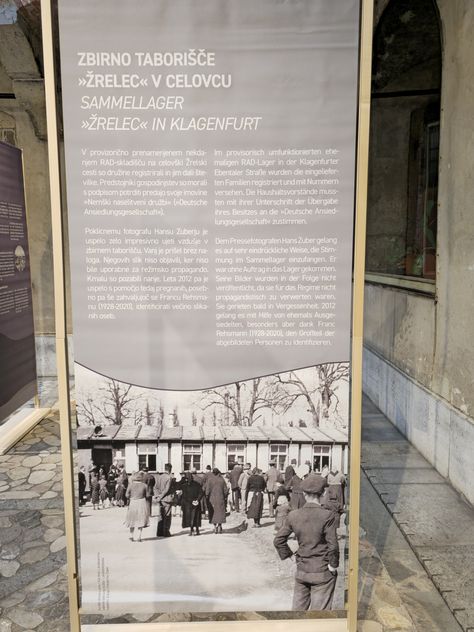 ZBIRNO TABORIŠČE
»ŽRELEC« V CELOVCU
SAMMELLAGER
»ŽRELEC« IN KLAGENFURT
V provizorično prenamenjenem nekda-
njem RAD-skladišču na celovški Žrelski
cesti so družine registrirali in jim dali šte-
vilke. Predstojniki gospodinjstev so morali
s podpisom potrditi predajo svoje imovine
»Nemški naselitveni družbi« (»Deutsche
Ansiedlungsgesellschaft«).
Poklicnemu fotografu Hansu Zuberju je
uspelo zelo impresivno ujeti vzdušje v
zbirnem taborišču. Vanj je prišel brez na-
loga. Njegovih slik niso objavili, ker niso
bile uporabne za režimsko propagando.
Kmalu so pozabili nanje. Leta 2012 pa je
uspelo s pomočjo tedaj pregnanih, poseb-
no pa še zahvaljujoč se Francu Rehsma-
nu (1928-2020), identificirati večino slika-
nih oseb.
Im provisorisch umfunktionierten ehe-
maligen RAD-Lager in der Klagenfurter
Ebentaler Straße wurden die eingeliefer-
ten Familien registriert und mit Nummern
versehen. Die Haushaltsvorstände muss-
ten mit ihrer Unterschrift der Übergabe
ihres Besitzes an die »Deutsche Ansied-
lungsgesellschaft« zustimmen.
Dem Pressefotografen Hans Zuber gelang
es auf sehr eindrückliche Weise, die Stim-
mung im Sammellager einzufangen. Er
war ohne Auftrag in das Lager gekommen.
Seine Bilder wurden in der Folge nicht
veröffentlicht, da sie für das Regime nicht
propagandistisch zu verwerten waren.
Sie gerieten bald in Vergessenheit. 2012
gelang es mit Hilfe von ehemals Ausge-
siedelten, besonders aber dank Franc
Rehsmann (1928-2020), den Großteil der
abgebildeten Personen zu identifizieren.